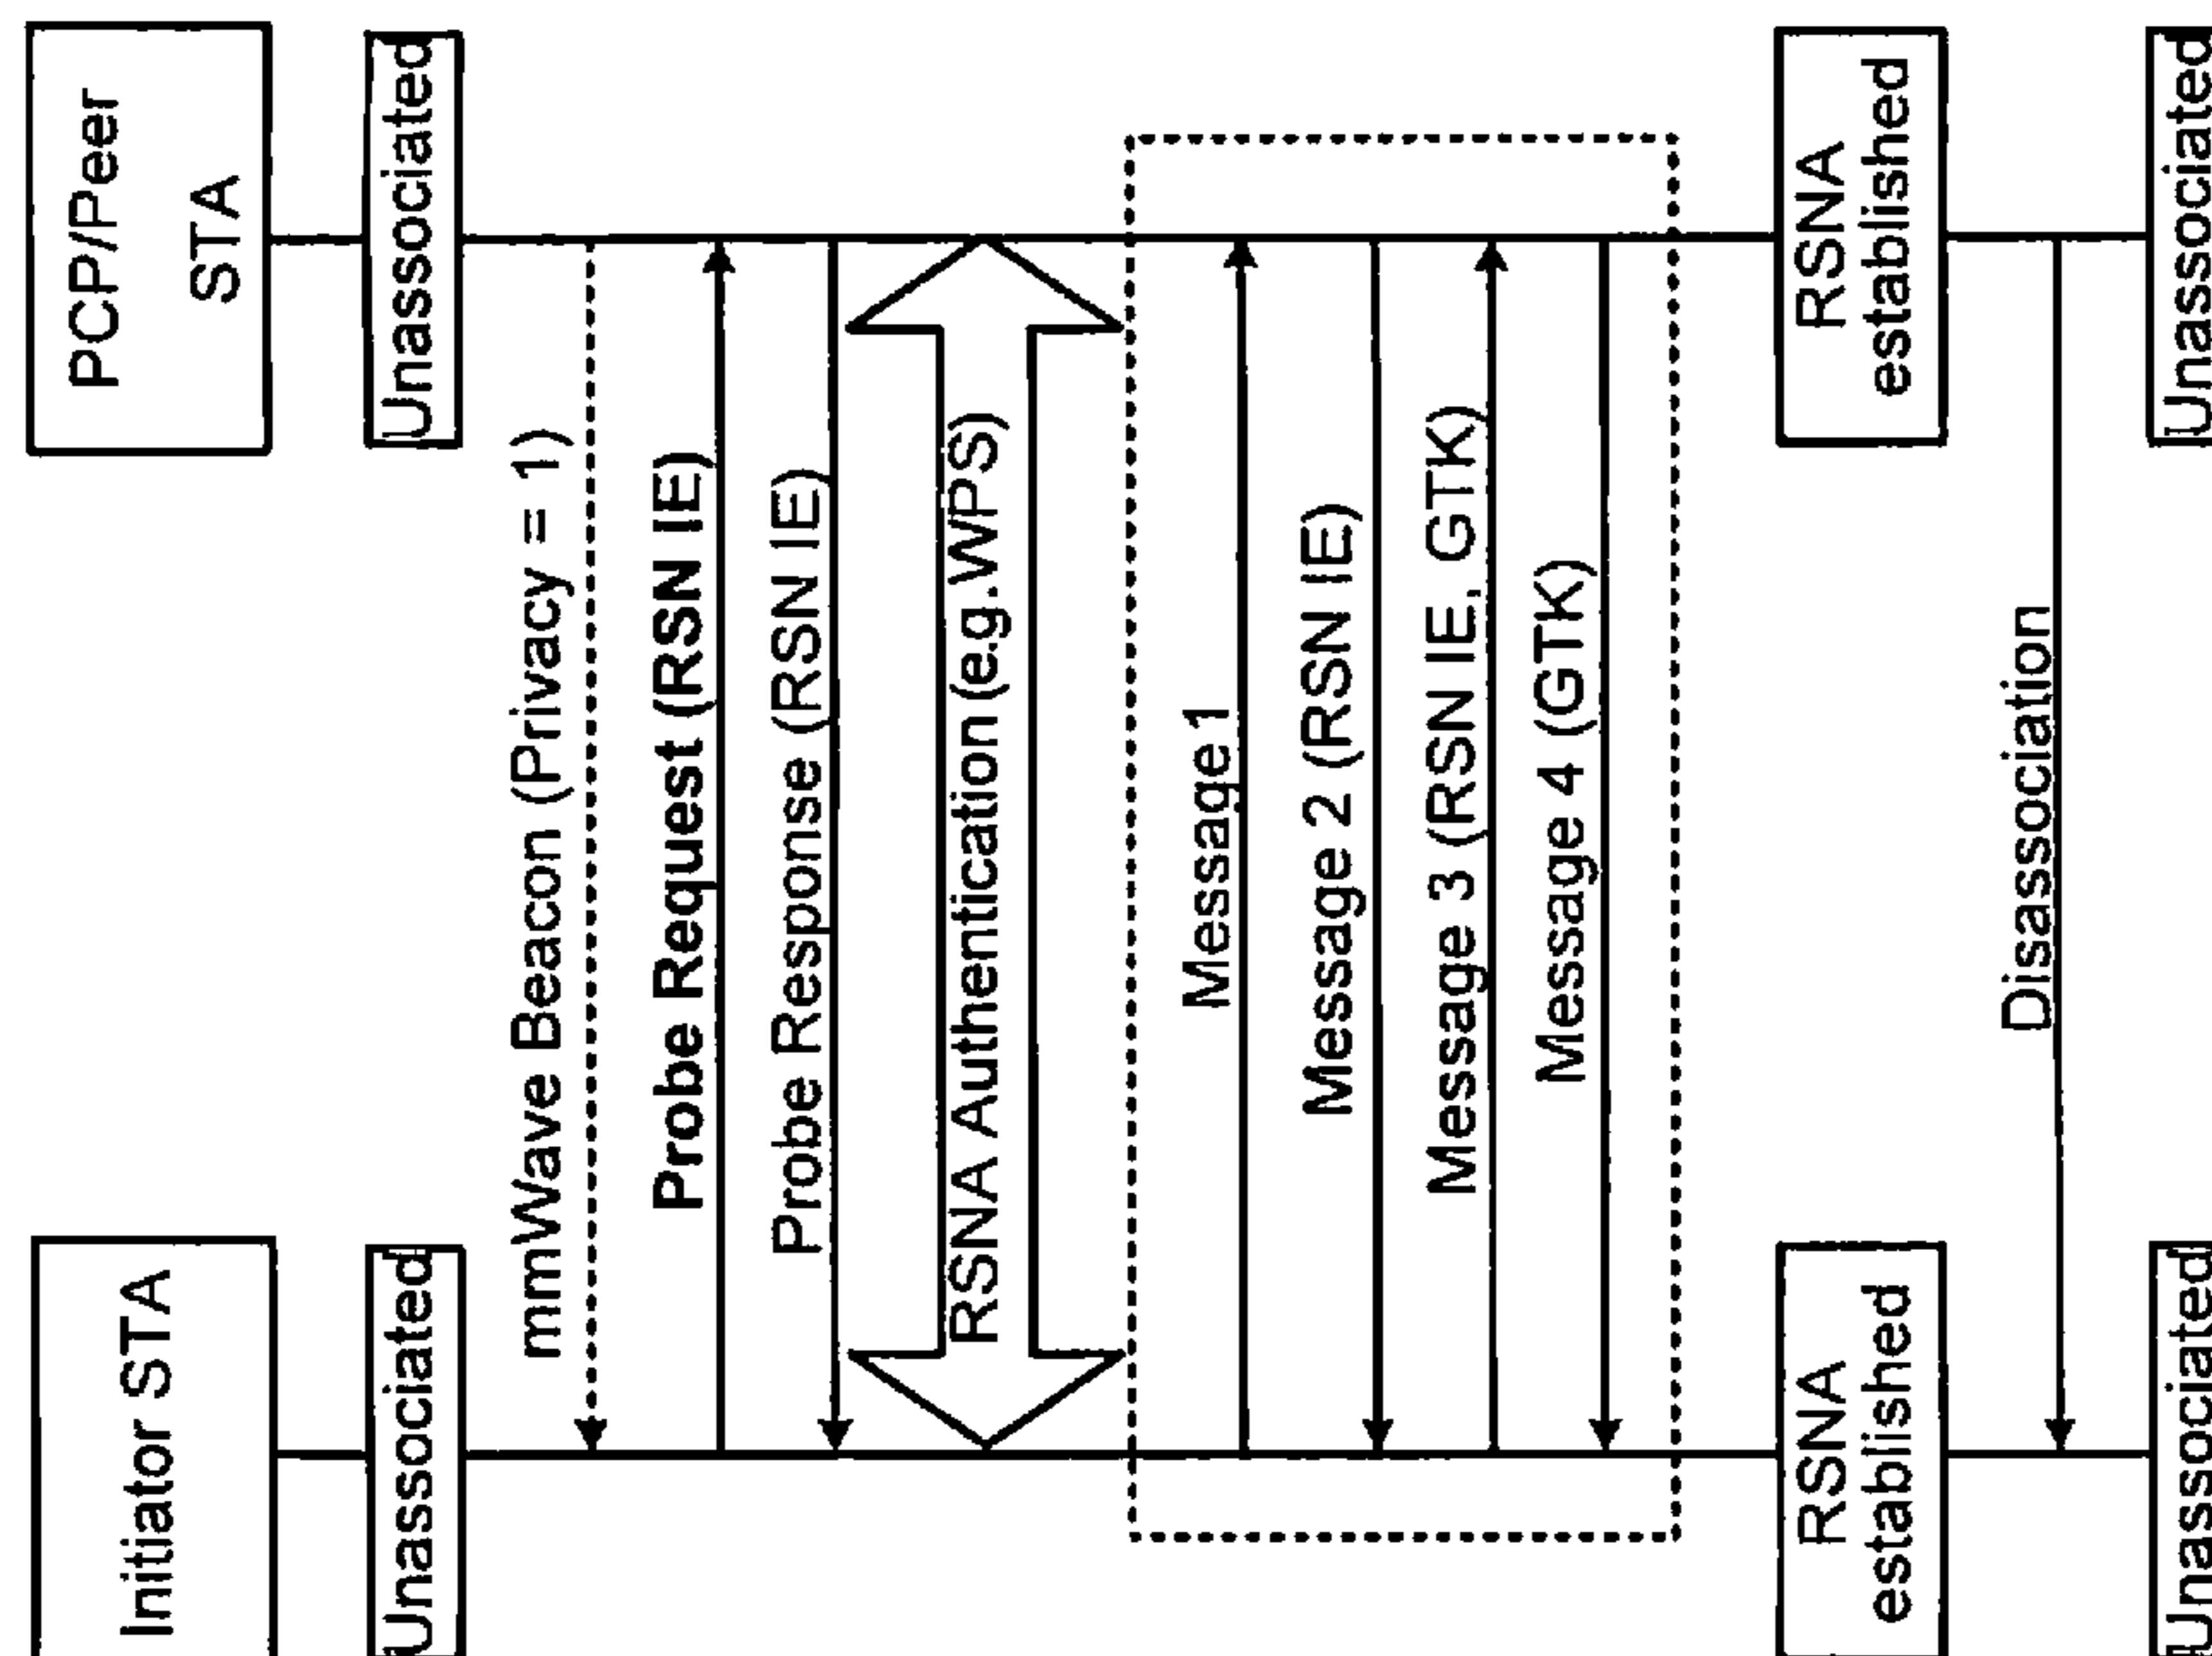 Initiator STA
PCP/Peer
STA
Unassociated
Unassociated
mmWave Beacon (Privacy = 1)
Probe Request (RSN IE)
Probe Response (RSN IE)
RSNA Authentication (e.g.WPS)
Message 1
Message 2 (RSN IE)
Message 3 (RSN IE, GTK)
Message 4 (GTK)
RSNA
established
RSNA
established
Disassociation
Unassociated
Unassociated